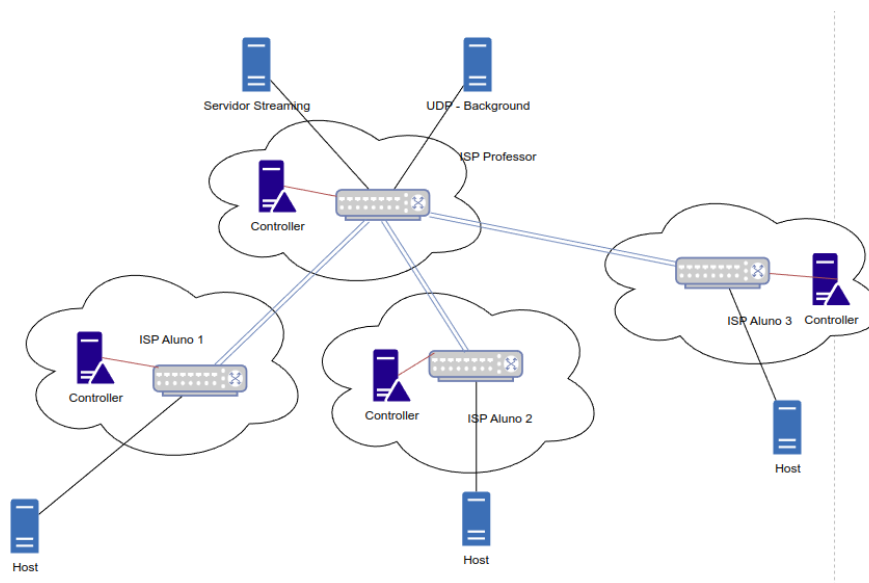 Servidor Streaming
UDP - Background
ISP Professor
Controller
ISP Aluno 1
Controller
ISP Aluno 2
Controller
ISP Aluno 3
Controller
Host
Host
Host